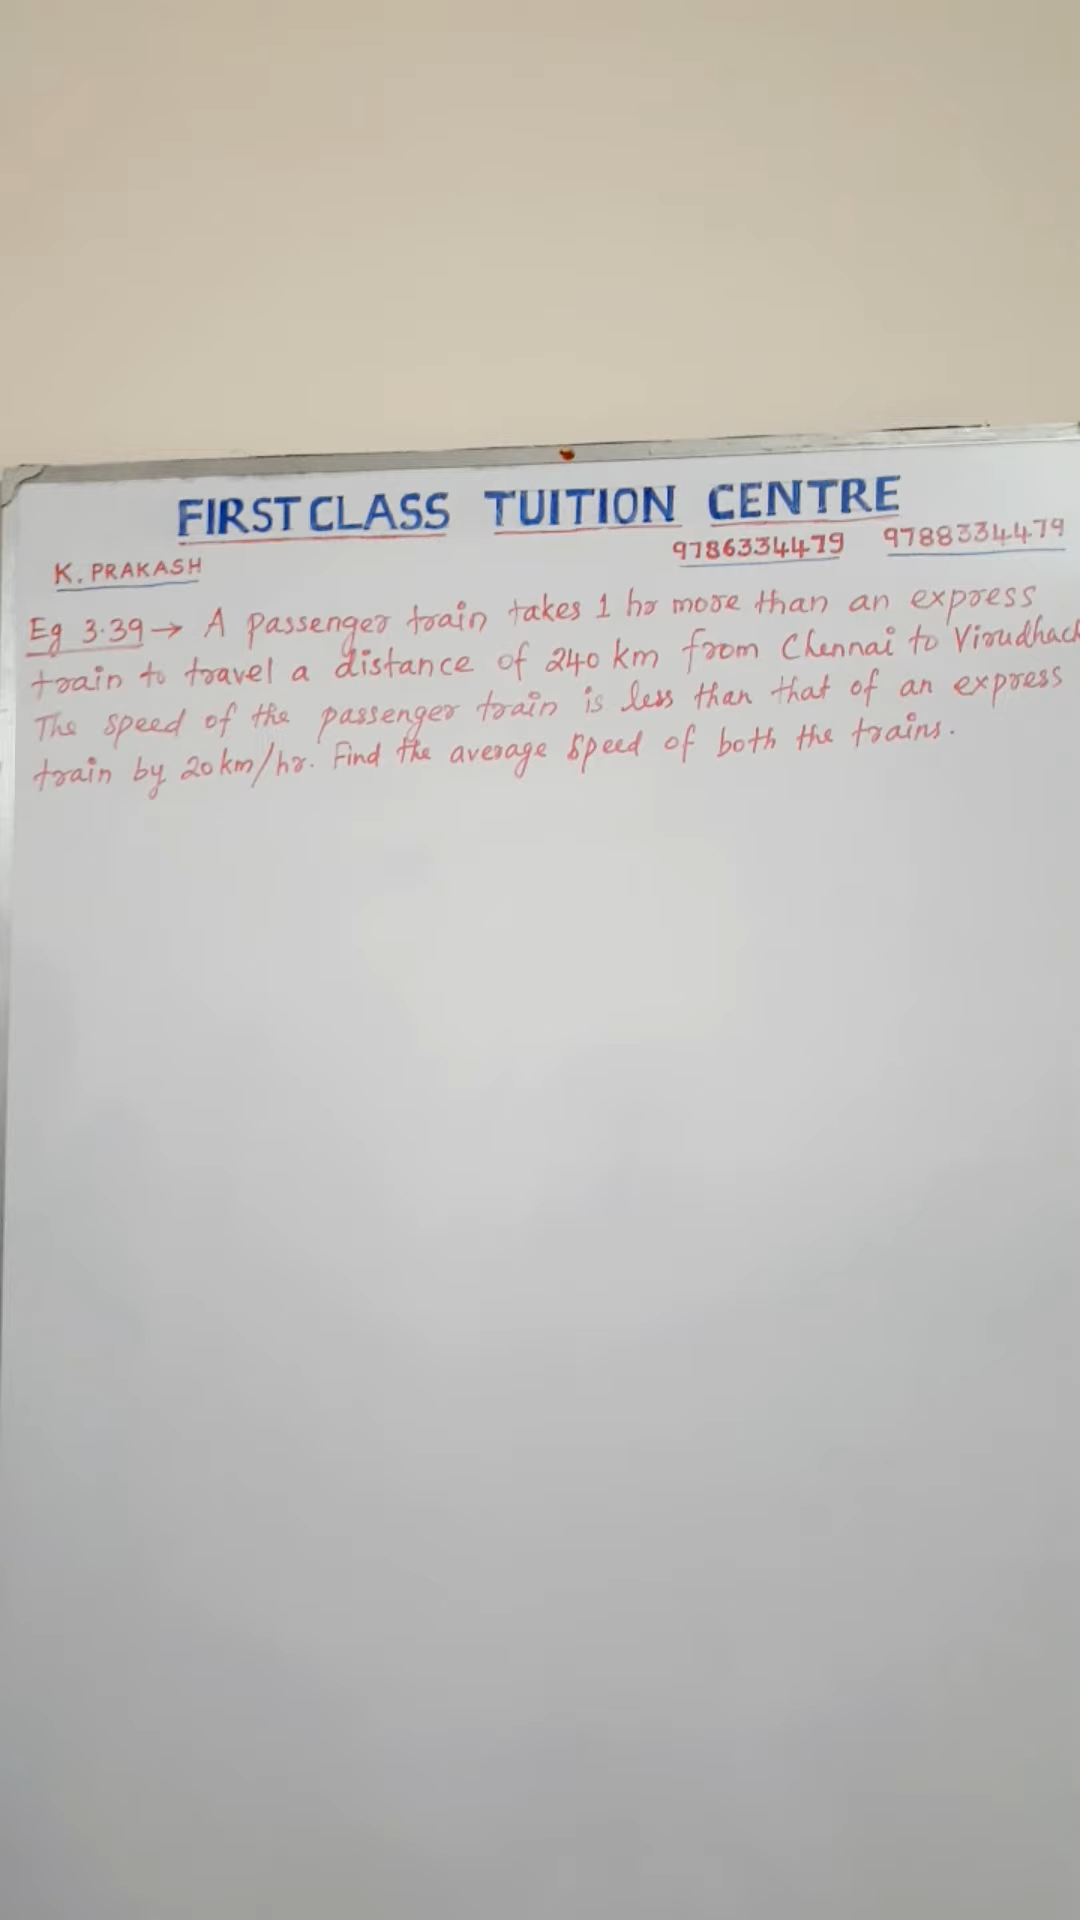 FIRST CLASS TUITION CENTRE
K. PRAKASH 9786334479 9788334479
Eg 3.39 → A passenger train takes 1 hr more than an express
train to travel a distance of 240 km from Chennai to Virudhach
The speed of the passenger train is less than that of an express
train by 20 km/hr. Find the average speed of both the trains.